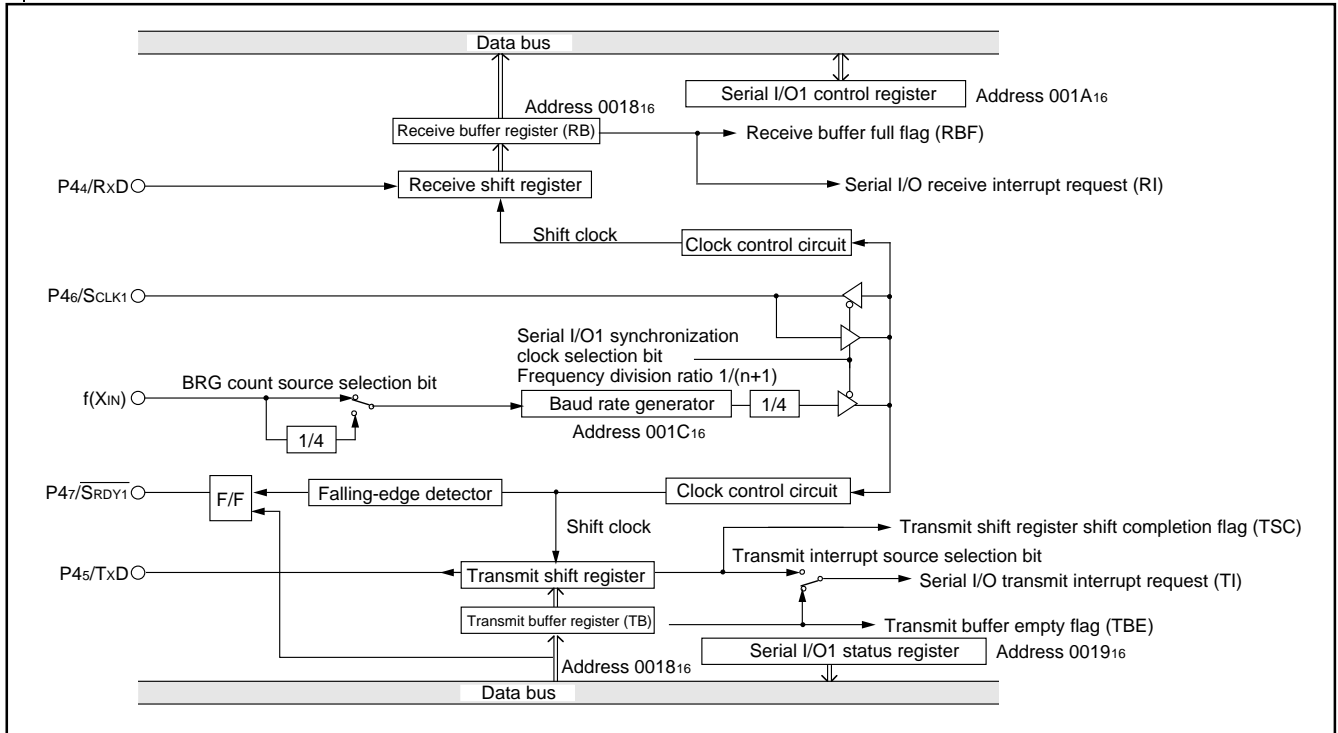 Data bus
Serial I/O1 control register
Address 001A16
Address 001816
Receive buffer register (RB)
Receive buffer full flag (RBF)
P44/RXD
Receive shift register
Serial I/O receive interrupt request (RI)
Shift clock
Clock control circuit
P46/SCLK1
Serial I/O1 synchronization
clock selection bit
Frequency division ratio 1/(n+1)
BRG count source selection bit
f(XIN)
Baud rate generator
1/4
1/4
Address 001C16
P47/SRDY1
F/F
Falling-edge detector
Clock control circuit
Shift clock
Transmit shift register shift completion flag (TSC)
Transmit interrupt source selection bit
P45/TXD
Transmit shift register
Serial I/O transmit interrupt request (TI)
Transmit buffer register (TB)
Transmit buffer empty flag (TBE)
Serial I/O1 status register
Address 001916
Address 001816
Data bus